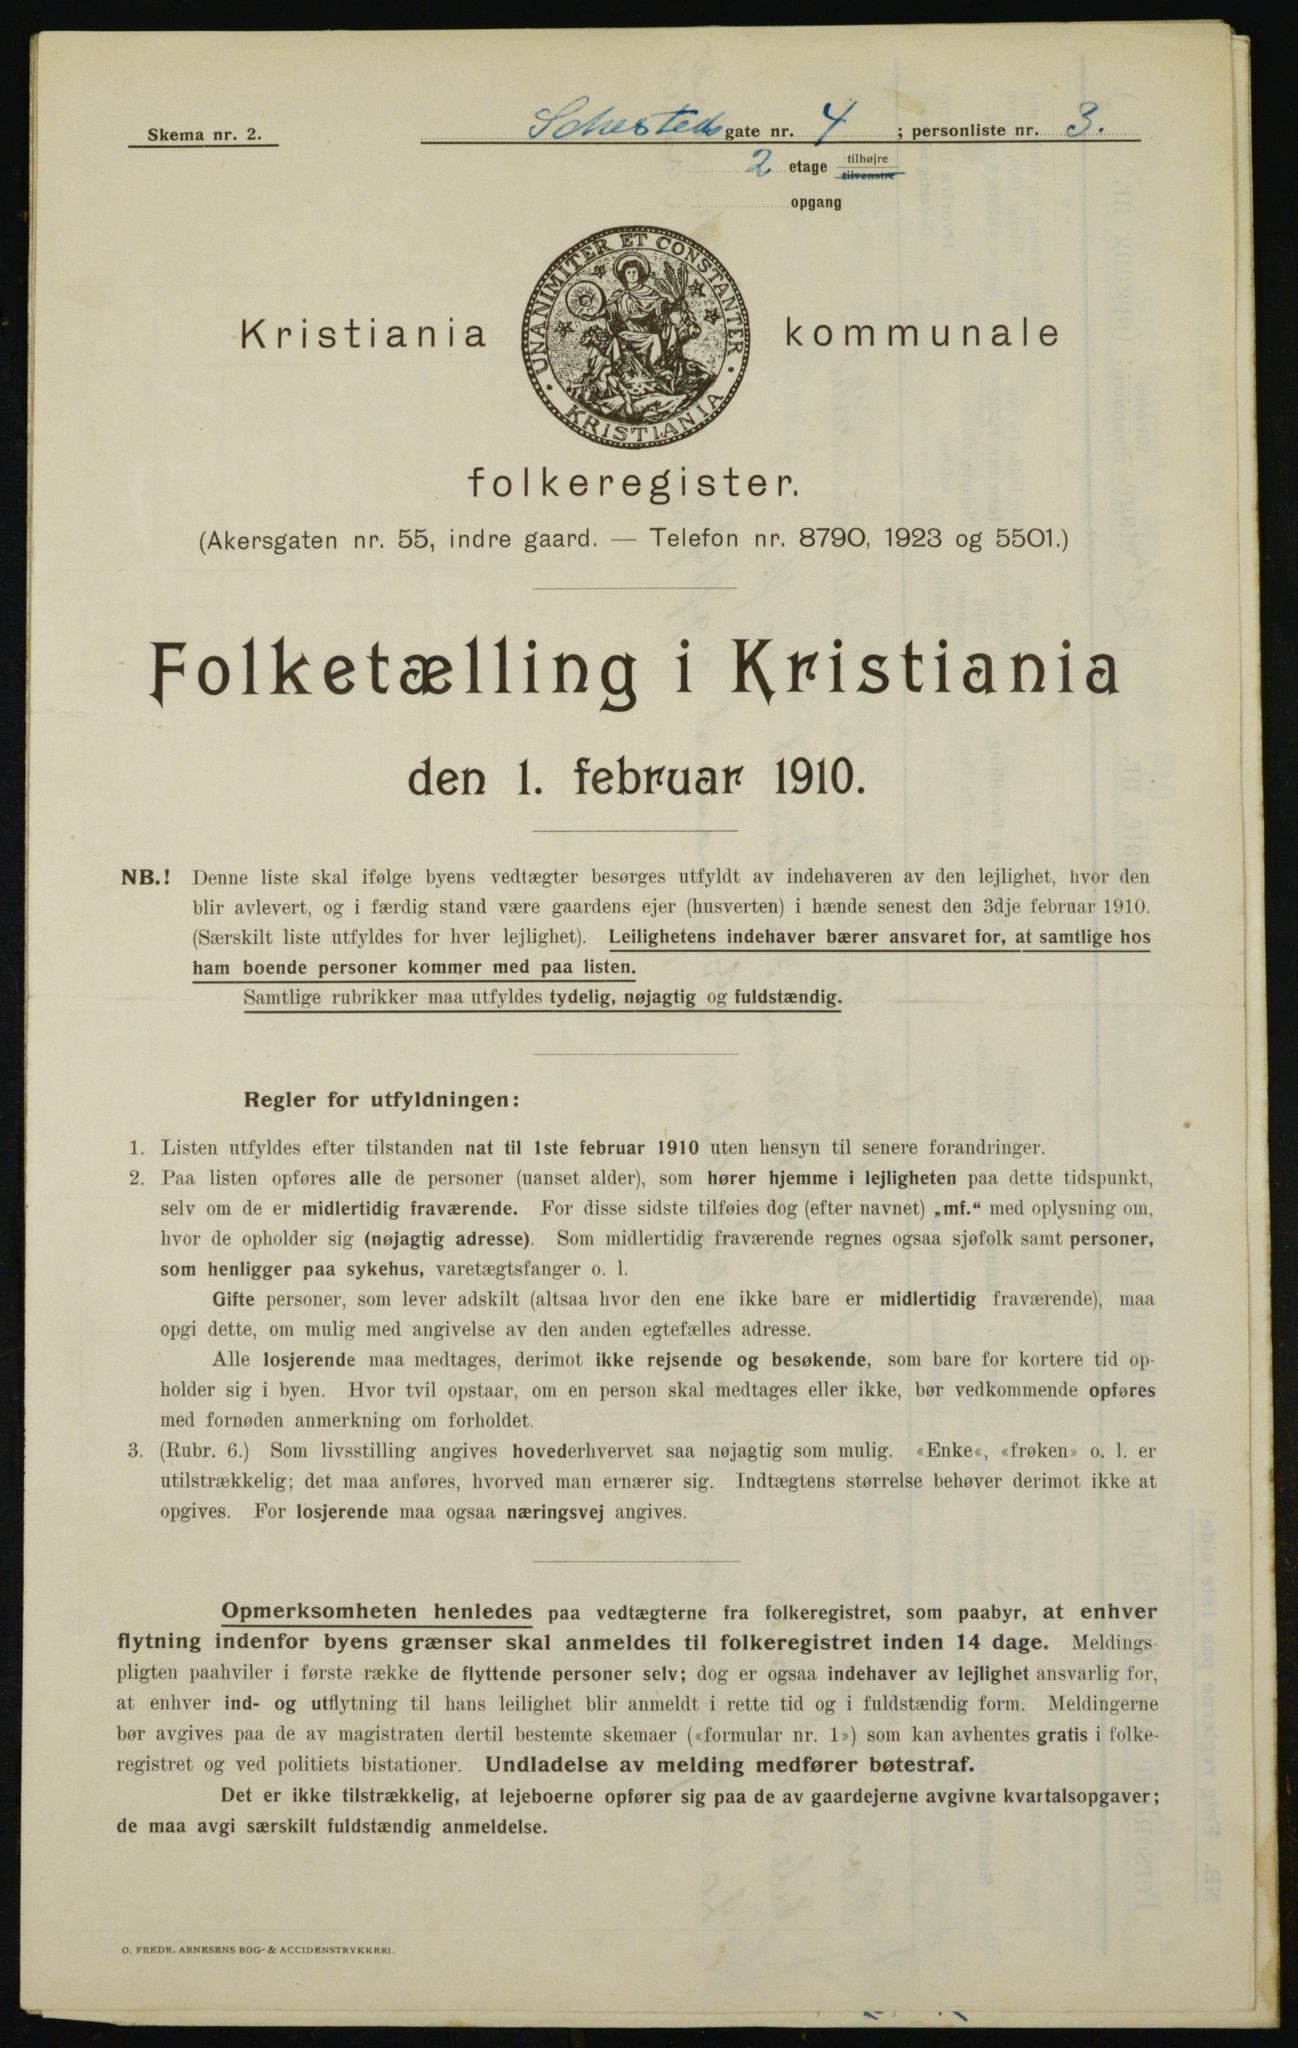 Skema nr. 2.
Sehestedsgate nr. 4 ; personliste nr. 3.
2 etage tilhøjre
tilvenstre
opgang
UNANIMITER ET CONSTANTER
KRISTIANIA
Kristiania kommunale
folkeregister.
(Akersgaten nr. 55, indre gaard. — Telefon nr. 8790, 1923 og 5501.)
Folketælling i Kristiania
den 1. februar 1910.
NB.! Denne liste skal ifølge byens vedtægter besørges utfyldt av indehaveren av den lejlighet, hvor den
blir avlevert, og i færdig stand være gaardens ejer (husverten) i hænde senest den 3dje februar 1910.
(Særskilt liste utfyldes for hver lejlighet). Leilighetens indehaver bærer ansvaret for, at samtlige hos
ham boende personer kommer med paa listen.
Samtlige rubrikker maa utfyldes tydelig, nøjagtig og fuldstændig.
Regler for utfyldningen:
1. Listen utfyldes efter tilstanden nat til 1ste februar 1910 uten hensyn til senere forandringer.
2. Paa listen opføres alle de personer (uanset alder), som hører hjemme i lejligheten paa dette tidspunkt,
selv om de er midlertidig fraværende. For disse sidste tilføies dog (efter navnet) „mf.“ med oplysning om,
hvor de opholder sig (nøjagtig adresse). Som midlertidig fraværende regnes ogsaa sjøfolk samt personer,
som henligger paa sykehus, varetægtsfanger o. l.
Gifte personer, som lever adskilt (altsaa hvor den ene ikke bare er midlertidig fraværende), maa
opgi dette, om mulig med angivelse av den anden egtefælles adresse.
Alle losjerende maa medtages, derimot ikke rejsende og besøkende, som bare for kortere tid op-
holder sig i byen. Hvor tvil opstaar, om en person skal medtages eller ikke, bør vedkommende opføres
med fornøden anmerkning om forholdet.
3. (Rubr. 6.) Som livsstilling angives hovederhvervet saa nøjagtig som mulig. «Enke«, «frøken» o. l. er
utilstrækkelig; det maa anføres, hvorved man ernærer sig. Indtægtens størrelse behøver derimot ikke at
opgives. For losjerende maa ogsaa næringsvej angives.
Opmerksomheten henledes paa vedtægterne fra folkeregistret, som paabyr, at enhver
flytning indenfor byens grænser skal anmeldes til folkeregistret inden 14 dage. Meldings-
pligten paahviler i første række de flyttende personer selv; dog er ogsaa indehaver av lejlighet ansvarlig for,
at enhver ind- og utflytning til hans leilighet blir anmeldt i rette tid og i fuldstændig form. Meldingerne
bør avgives paa de av magistraten dertil bestemte skemaer («formular nr. 1») som kan avhentes gratis i folke-
registret og ved politiets bistationer. Undladelse av melding medfører bøtestraf.
Det er ikke tilstrækkelig, at lejeboerne opfører sig paa de av gaardejerne avgivne kvartalsopgaver;
de maa avgi særskilt fuldstændig anmeldelse.
O. FREDR. ARNESENS BOG- & ACCIDENSTRYKKERI.